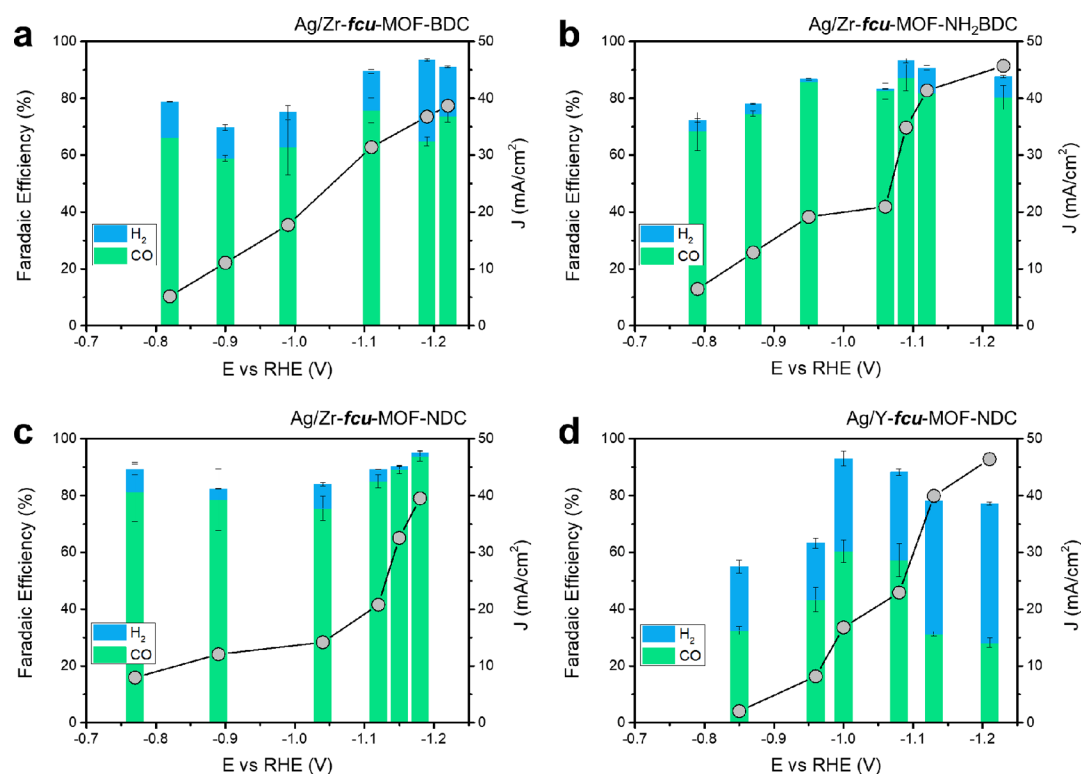 a
Ag/Zr-fcu-MOF-BDC
100
80
60
40
20
0
Faradaic Efficiency (%)
H₂
CO
50
40
30
20
10
0
J (mA/cm²)
-0.7 -0.8 -0.9 -1.0 -1.1 -1.2
E vs RHE (V)
b
Ag/Zr-fcu-MOF-NH₂BDC
100
80
60
40
20
0
Faradaic Efficiency (%)
H₂
CO
50
40
30
20
10
0
J (mA/cm²)
-0.7 -0.8 -0.9 -1.0 -1.1 -1.2
E vs RHE (V)
c
Ag/Zr-fcu-MOF-NDC
100
80
60
40
20
0
Faradaic Efficiency (%)
H₂
CO
50
40
30
20
10
0
J (mA/cm²)
-0.7 -0.8 -0.9 -1.0 -1.1 -1.2
E vs RHE (V)
d
Ag/Y-fcu-MOF-NDC
100
80
60
40
20
0
Faradaic Efficiency (%)
H₂
CO
50
40
30
20
10
0
J (mA/cm²)
-0.7 -0.8 -0.9 -1.0 -1.1 -1.2
E vs RHE (V)